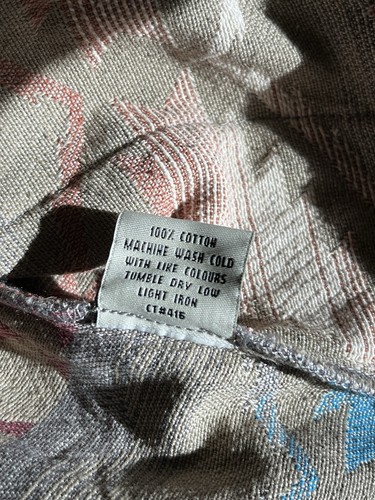 100% COTTON
MACHINE WASH COLD
WITH LIKE COLOURS
TUMBLE DRY LOW
LIGHT IRON
CT#416